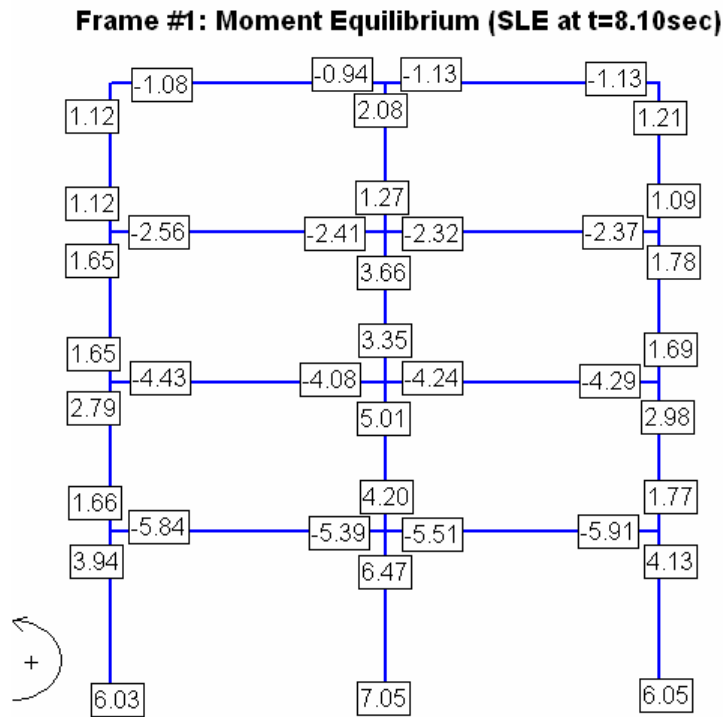 Frame #1: Moment Equilibrium (SLE at t=8.10sec)
-1.08 -0.94 -1.13 -1.13
1.12 2.08 1.21
1.12 1.27 1.09
-2.56 -2.41 -2.32 -2.37
1.65 3.66 1.78
1.65 3.35 1.69
-4.43 -4.08 -4.24 -4.29
2.79 5.01 2.98
1.66 4.20 1.77
-5.84 -5.39 -5.51 -5.91
3.94 6.47 4.13
+
6.03 7.05 6.05